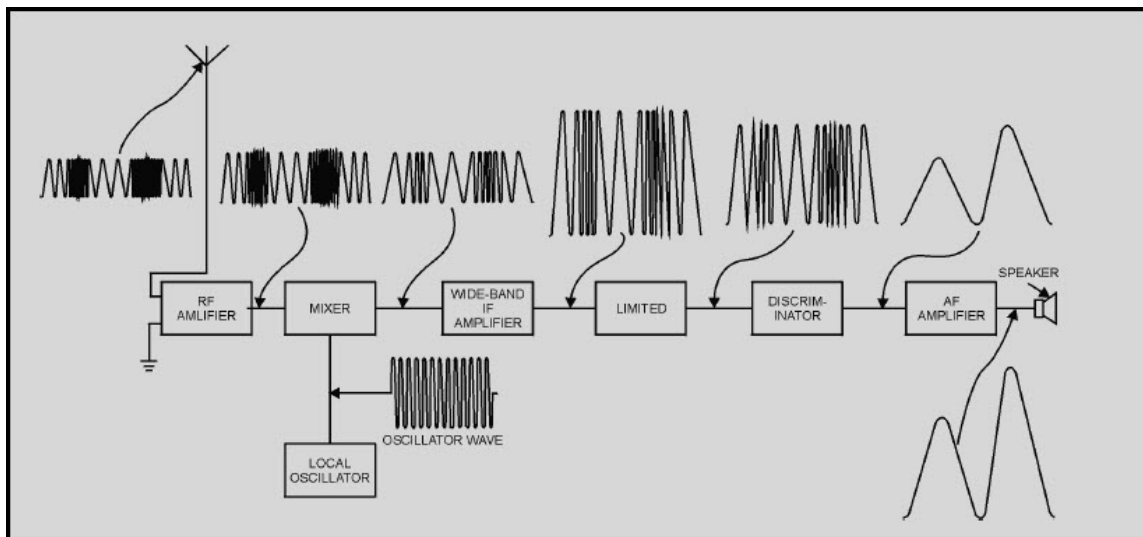 SPEAKER
RF
AMLIFIER
MIXER
WIDE-BAND
IF
AMPLIFIER
LIMITED
DISCRIM-
INATOR
AF
AMPLIFIER
OSCILLATOR WAVE
LOCAL
OSCILLATOR